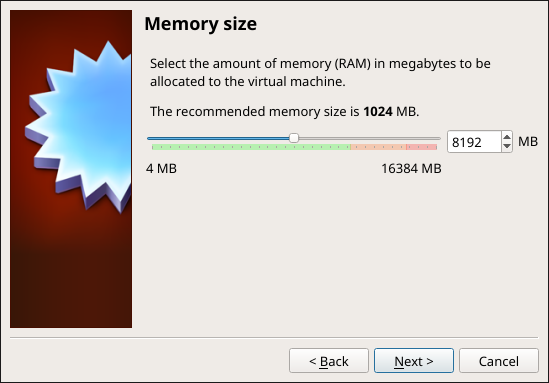 Memory size
Select the amount of memory (RAM) in megabytes to be
allocated to the virtual machine.
The recommended memory size is 1024 MB.
8192 MB
4 MB 16384 MB
< Back Next > Cancel